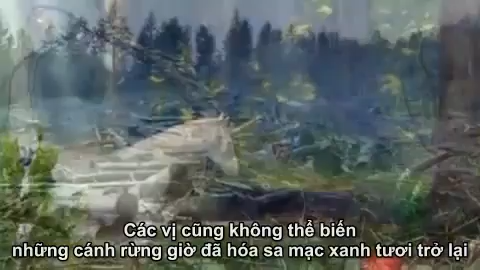 Các vị cũng không thể biến
những cánh rừng giờ đã hóa sa mạc xanh tươi trở lại